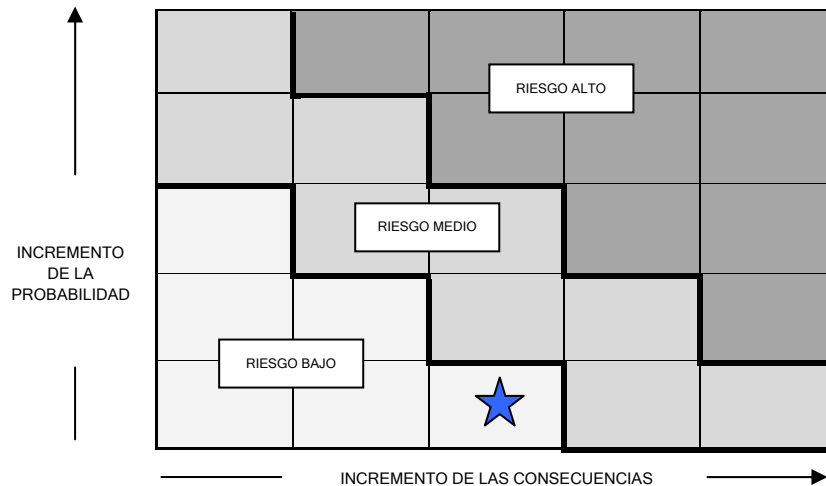 RIESGO ALTO
RIESGO MEDIO
INCREMENTO
DE LA
PROBABILIDAD
RIESGO BAJO
INCREMENTO DE LAS CONSECUENCIAS